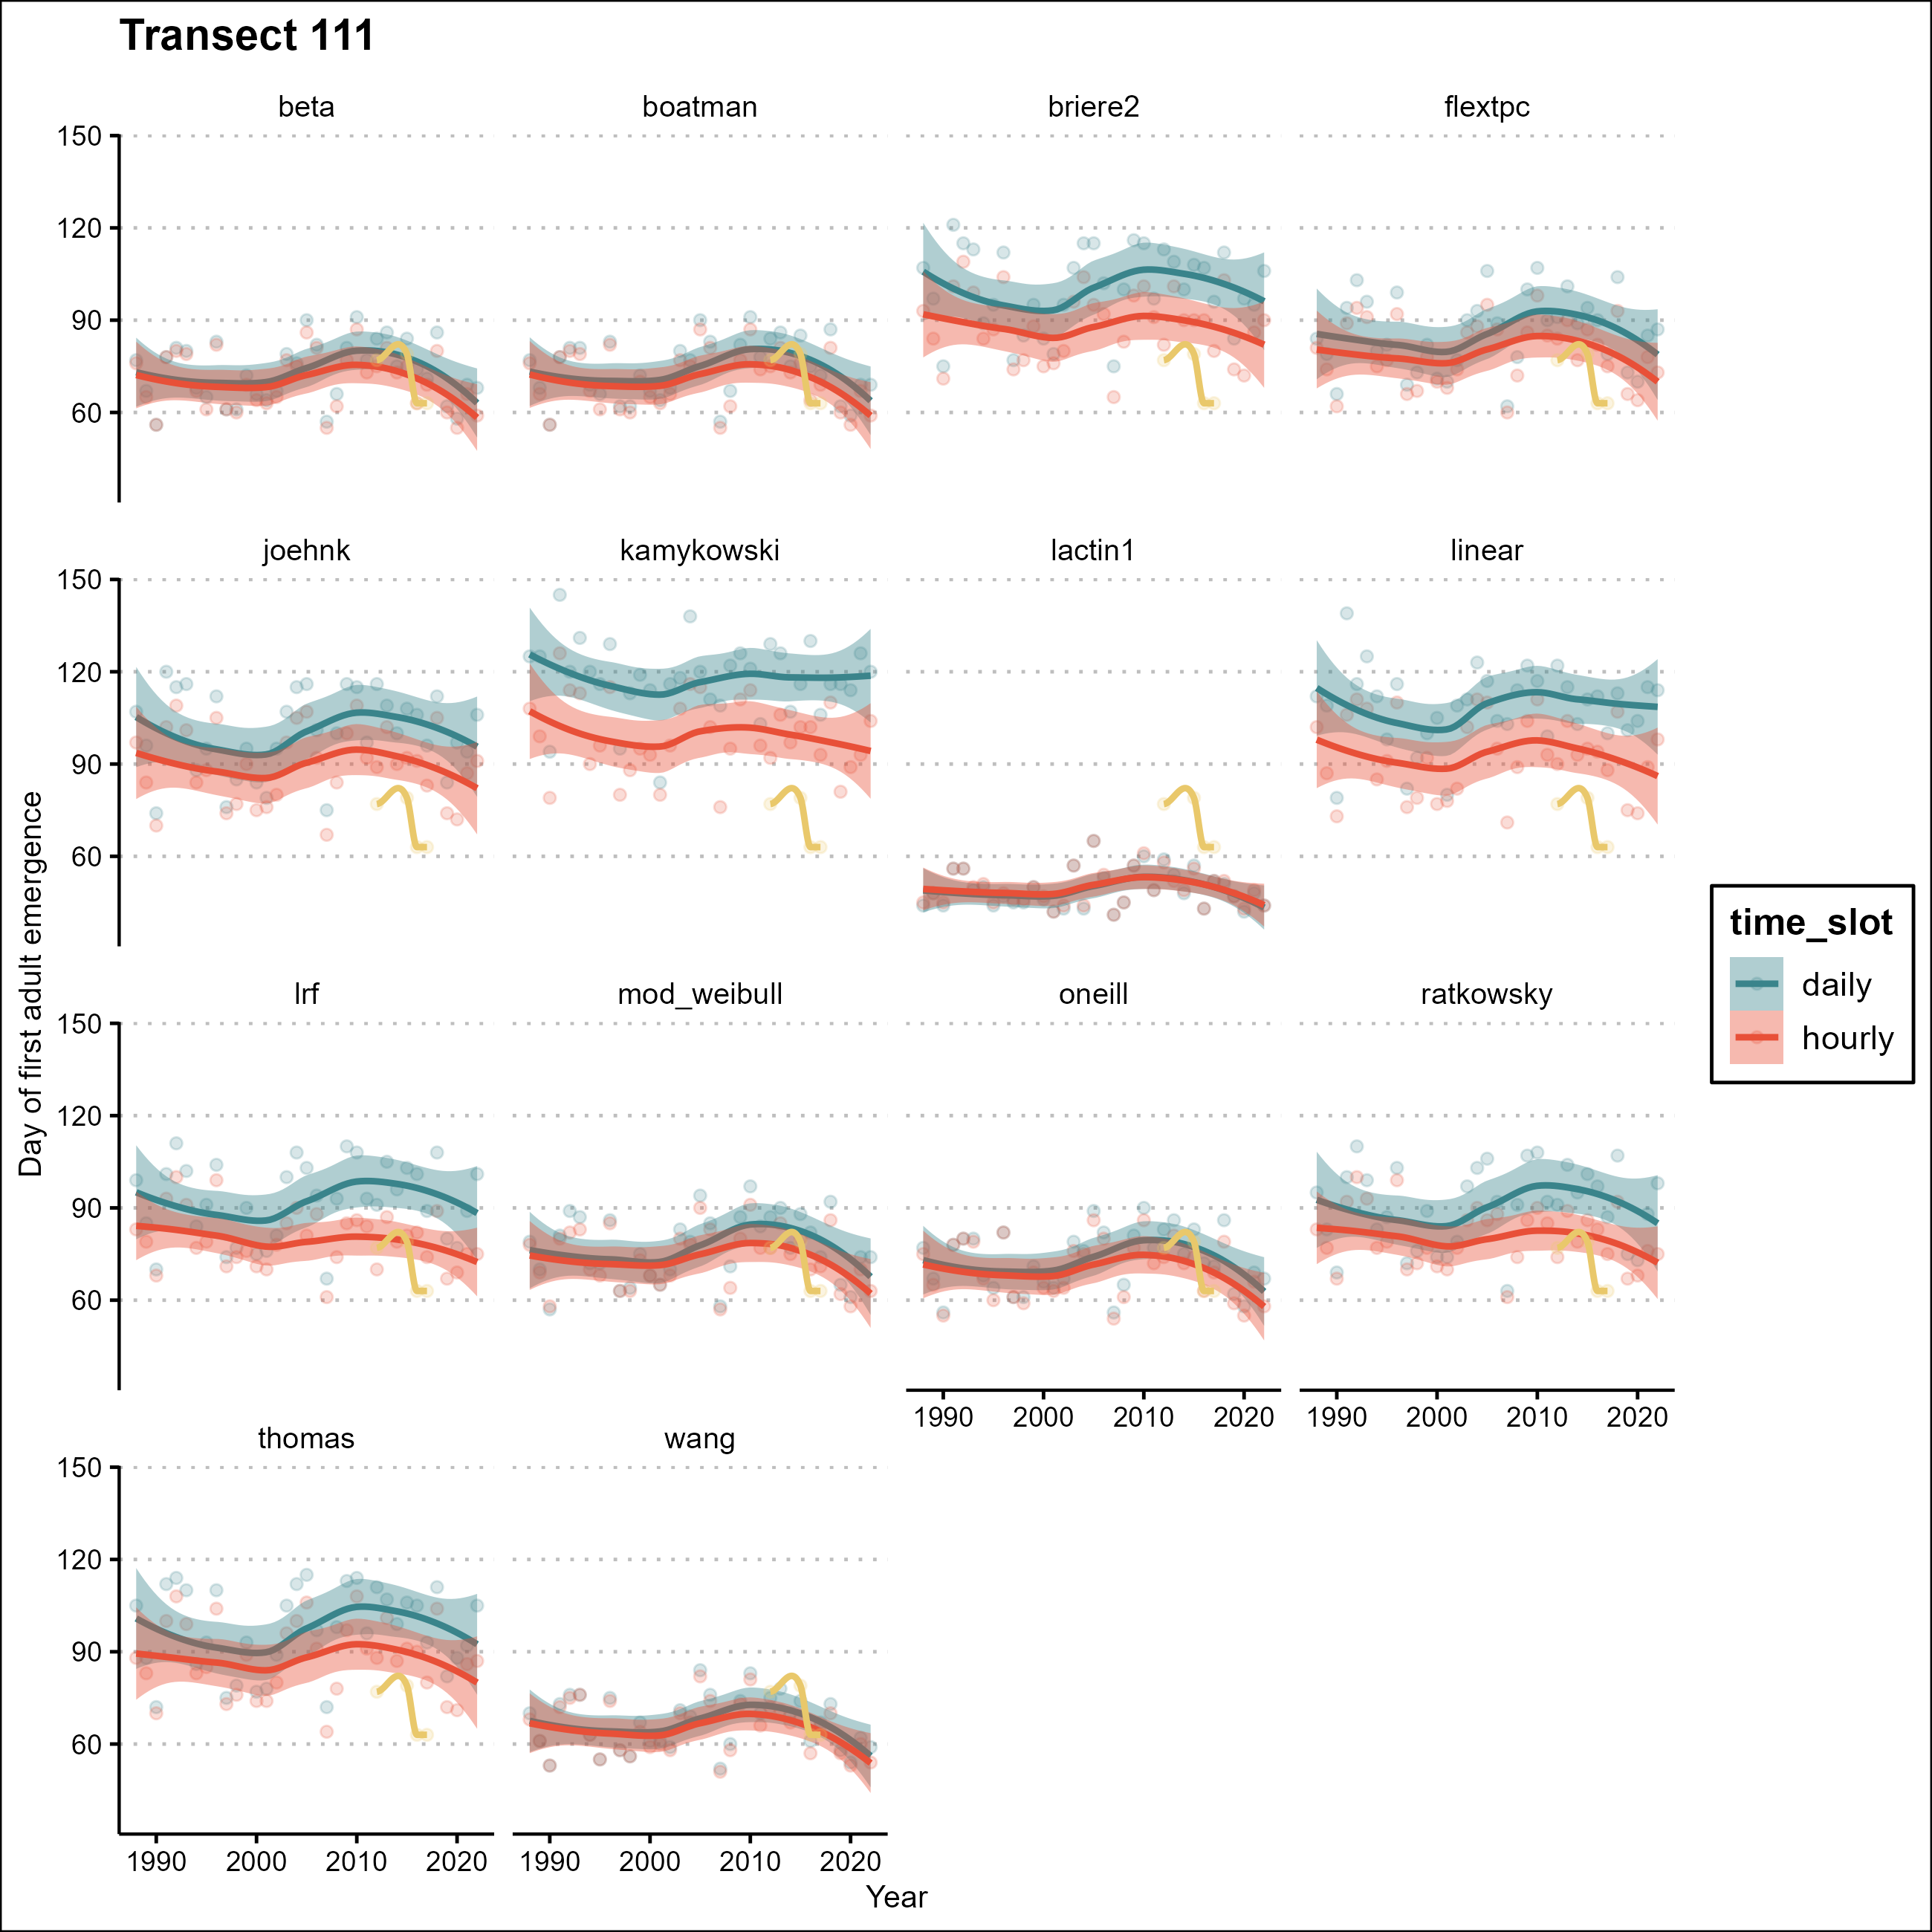 Transect 111
beta boatman briere2 flextpc
150
120
90
60
joehnk kamykowski lactin1 linear
150
120
90
60
Day of first adult emergence
time_slot
daily
hourly
lrf mod_weibull oneill ratkowsky
150
120
90
60
1990 2000 2010 2020 1990 2000 2010 2020
thomas wang
150
120
90
60
1990 2000 2010 2020 1990 2000 2010 2020
Year